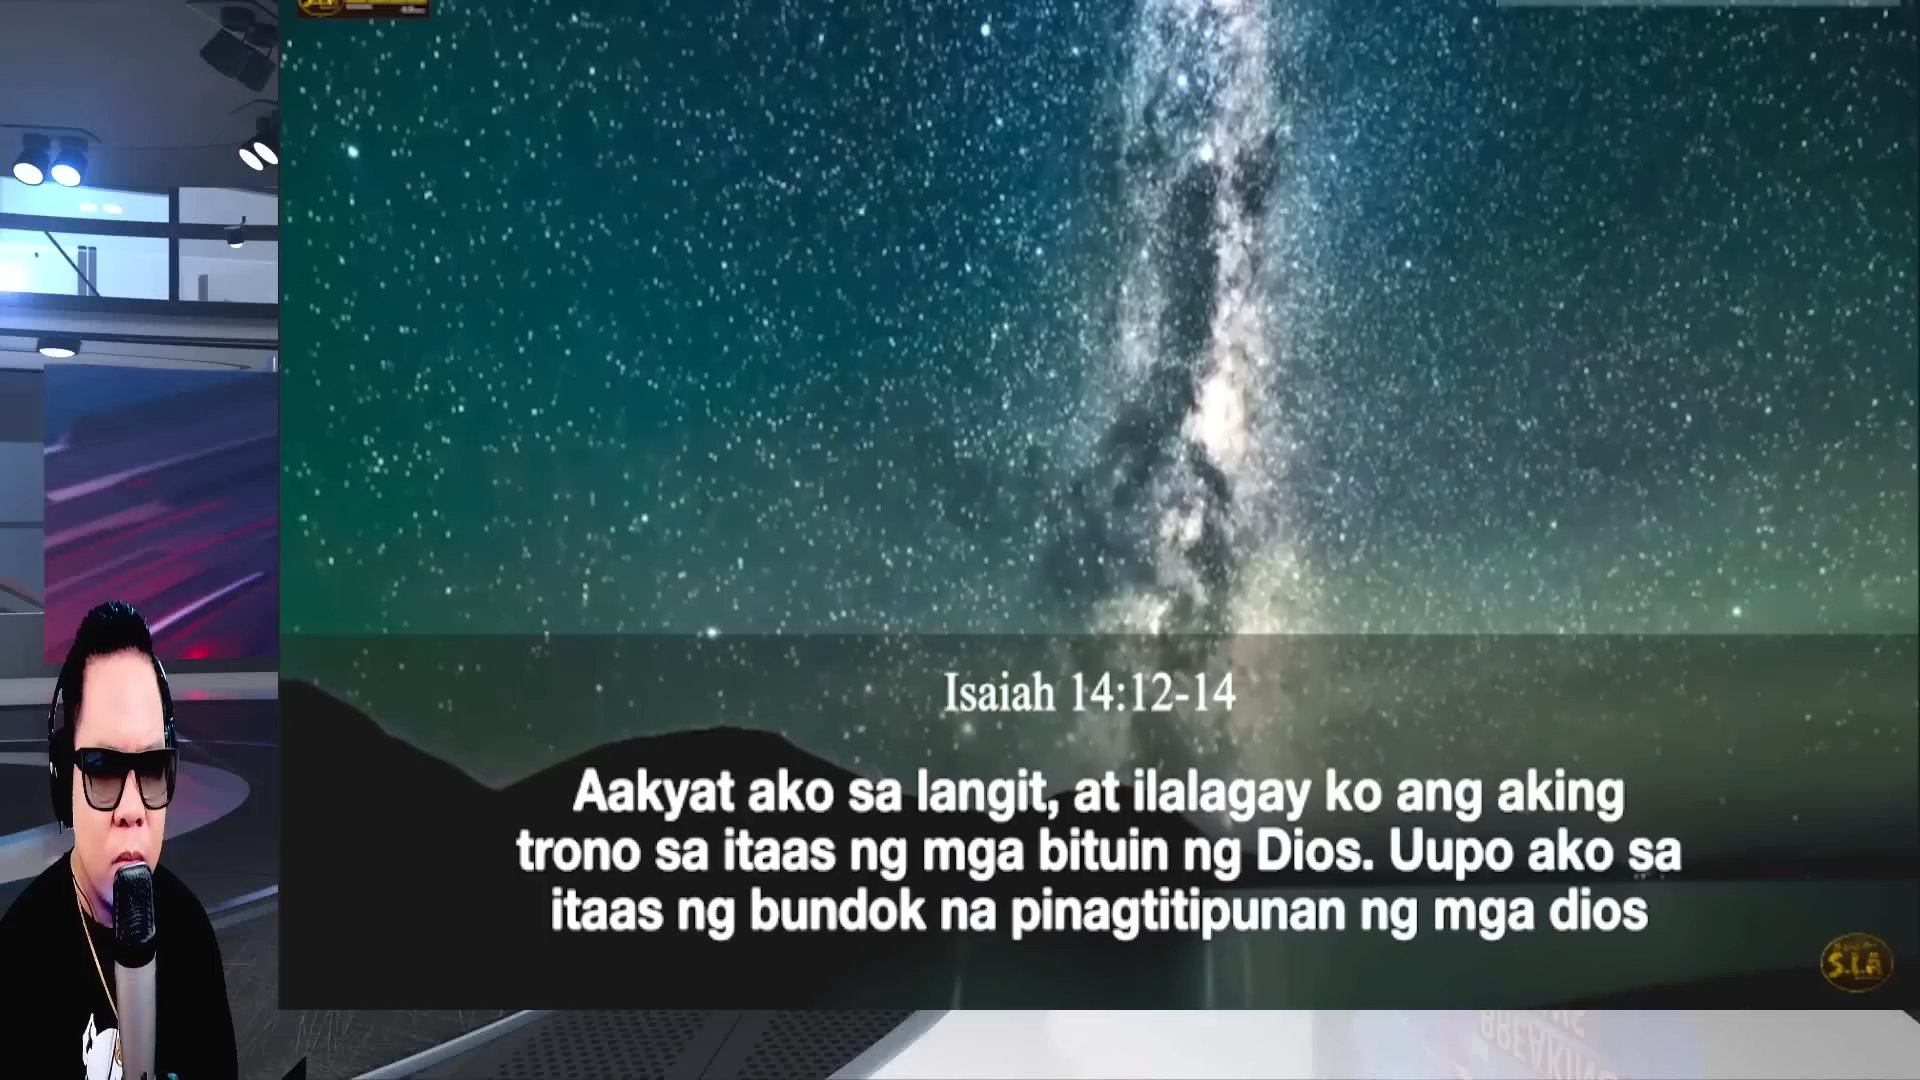 Isaiah 14:12-14
Aakyat ako sa langit, at ilalagay ko ang aking
trono sa itaas ng mga bituin ng Dios. Uupo ako sa
itaas ng bundok na pinagtitipunan ng mga dios
S.I.A
BREAKING